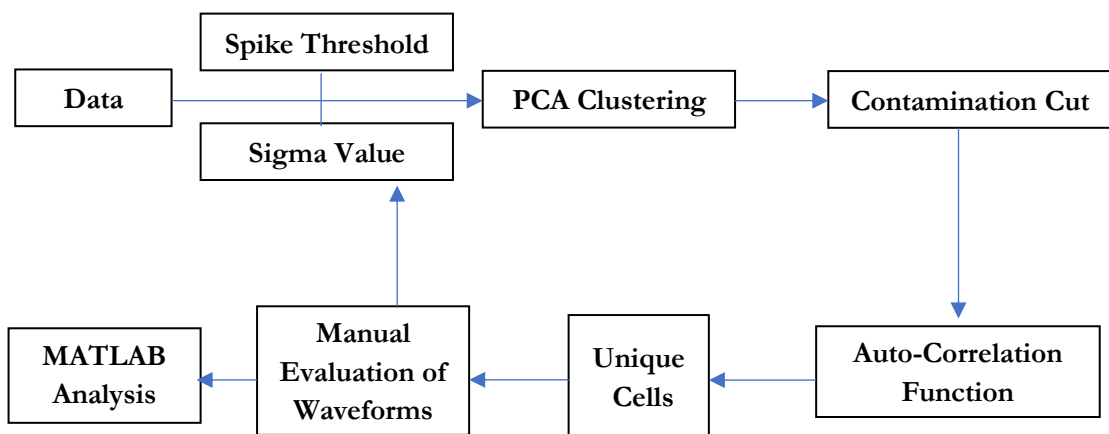 Spike Threshold
Data
PCA Clustering
Contamination Cut
Sigma Value
MATLAB
Analysis
Manual
Evaluation of
Waveforms
Unique
Cells
Auto-Correlation
Function